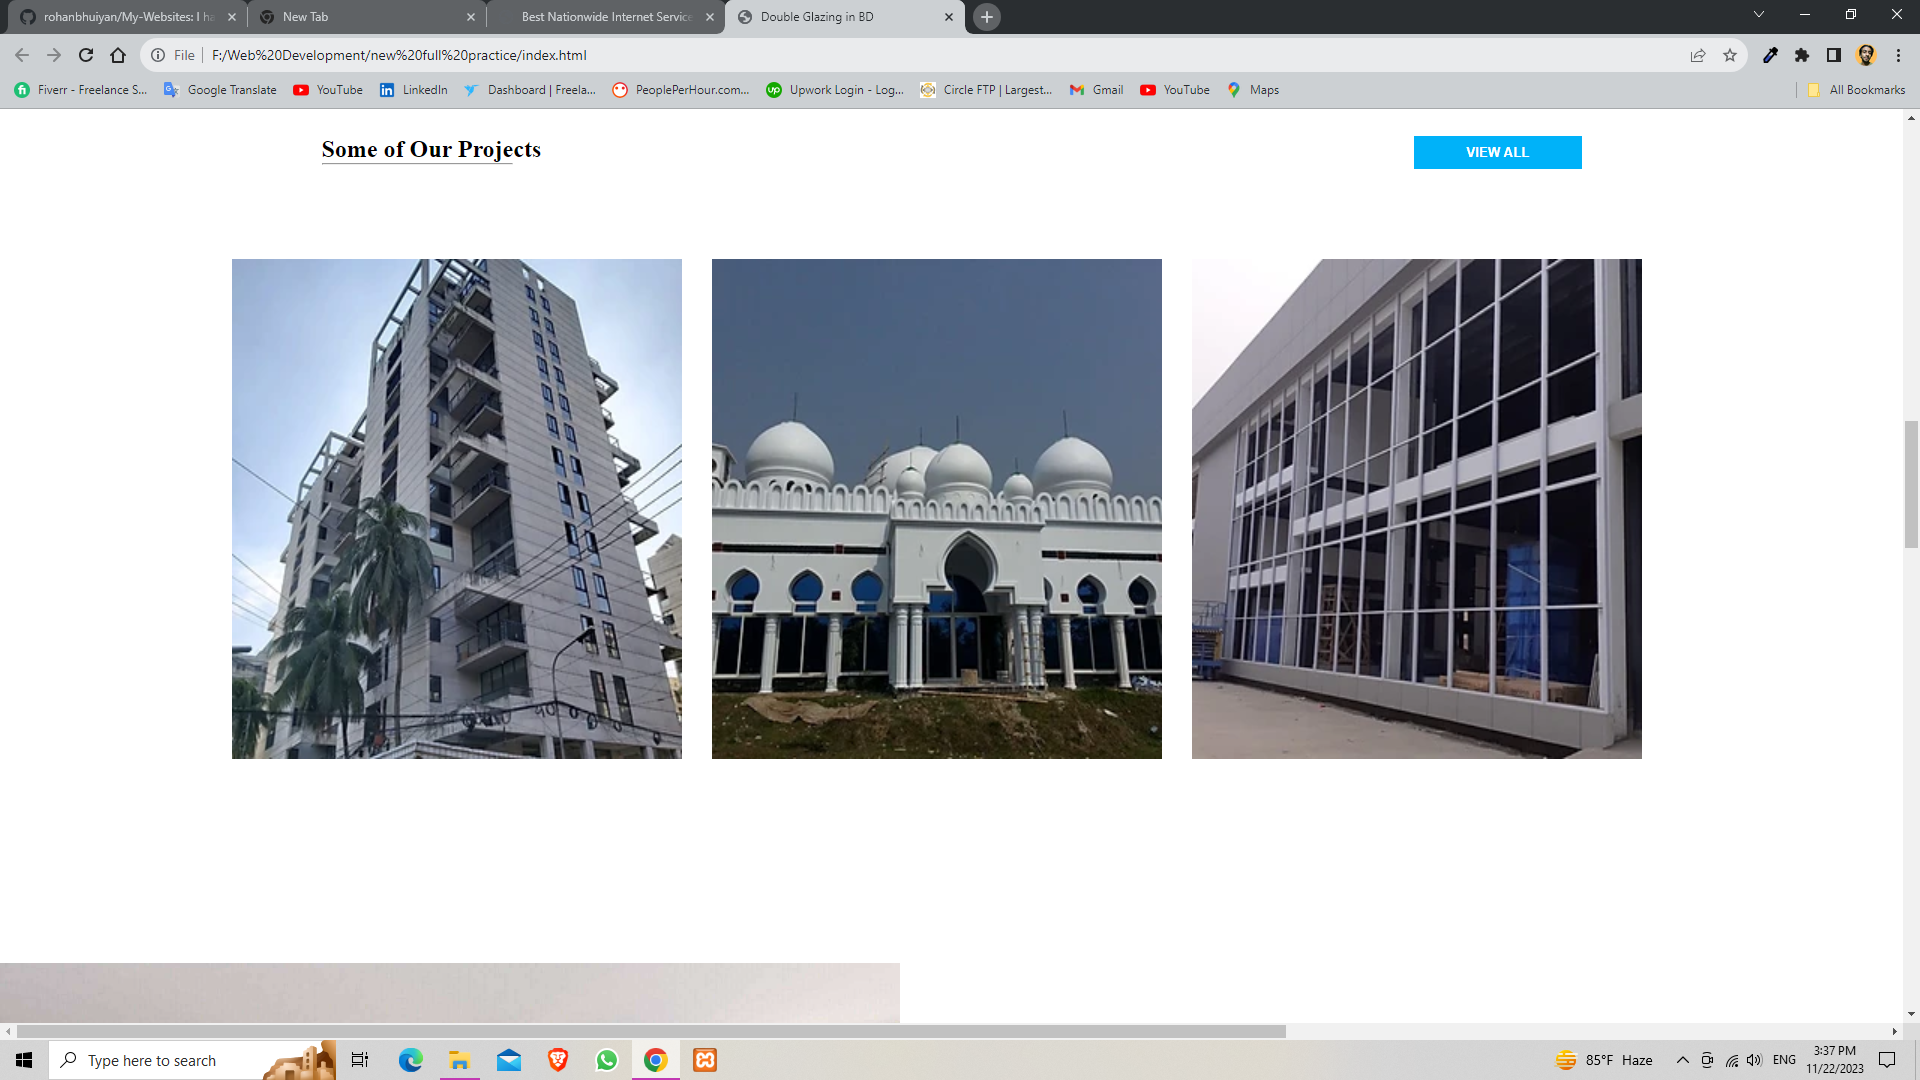 rohanbhuiyan/My-Websites: I ha
New Tab
Best Nationwide Internet Service
Double Glazing in BD
File
F:/Web%20Development/new%20full%20practice/index.html
Fiverr - Freelance S...
Google Translate
YouTube
LinkedIn
Dashboard | Freela...
PeoplePerHour.com...
Upwork Login - Log...
Circle FTP | Largest...
Gmail
YouTube
Maps
All Bookmarks
Some of Our Projects
VIEW ALL
Type here to search
85°F Haze
ENG
3:37 PM
11/22/2023